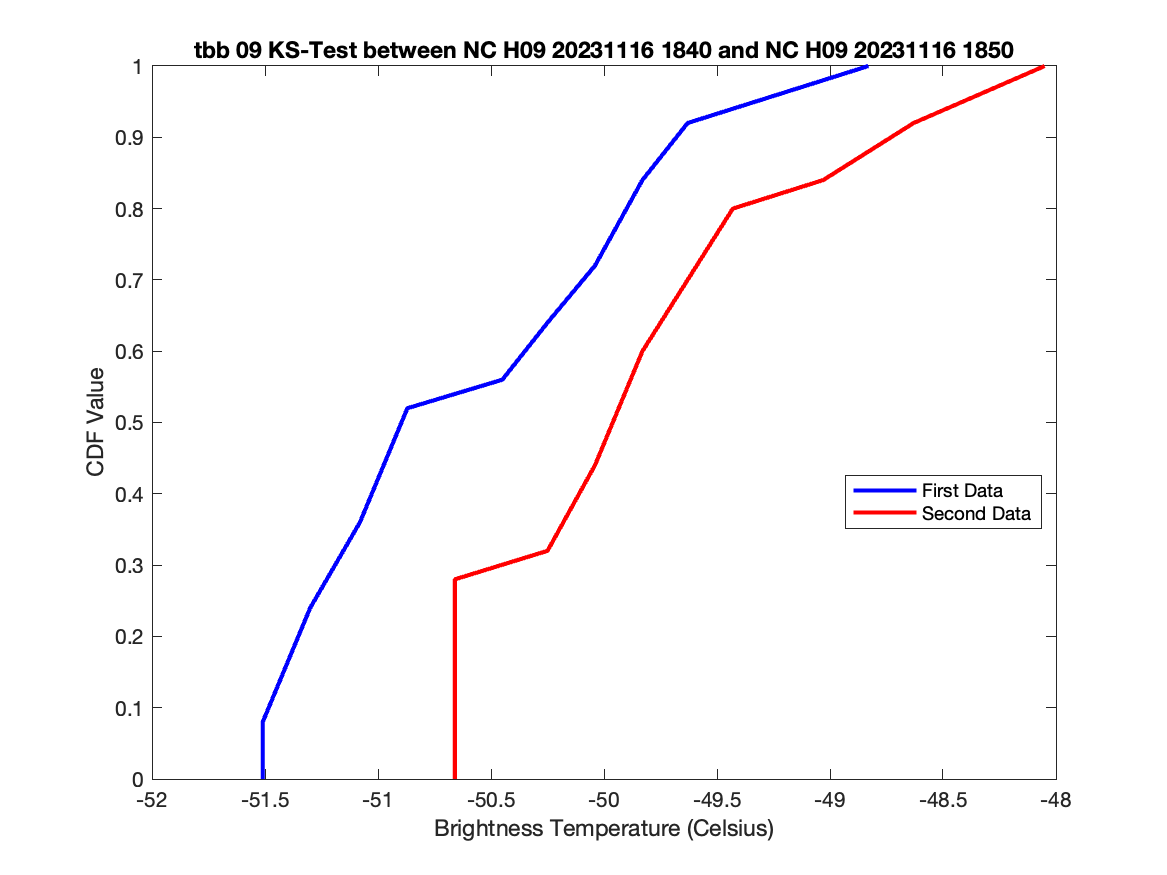 tbb 09 KS-Test between NC H09 20231116 1840 and NC H09 20231116 1850
1
0.9
0.8
0.7
0.6
0.5
0.4
0.3
0.2
0.1
0
CDF Value
First Data
Second Data
-52 -51.5 -51 -50.5 -50 -49.5 -49 -48.5 -48
Brightness Temperature (Celsius)